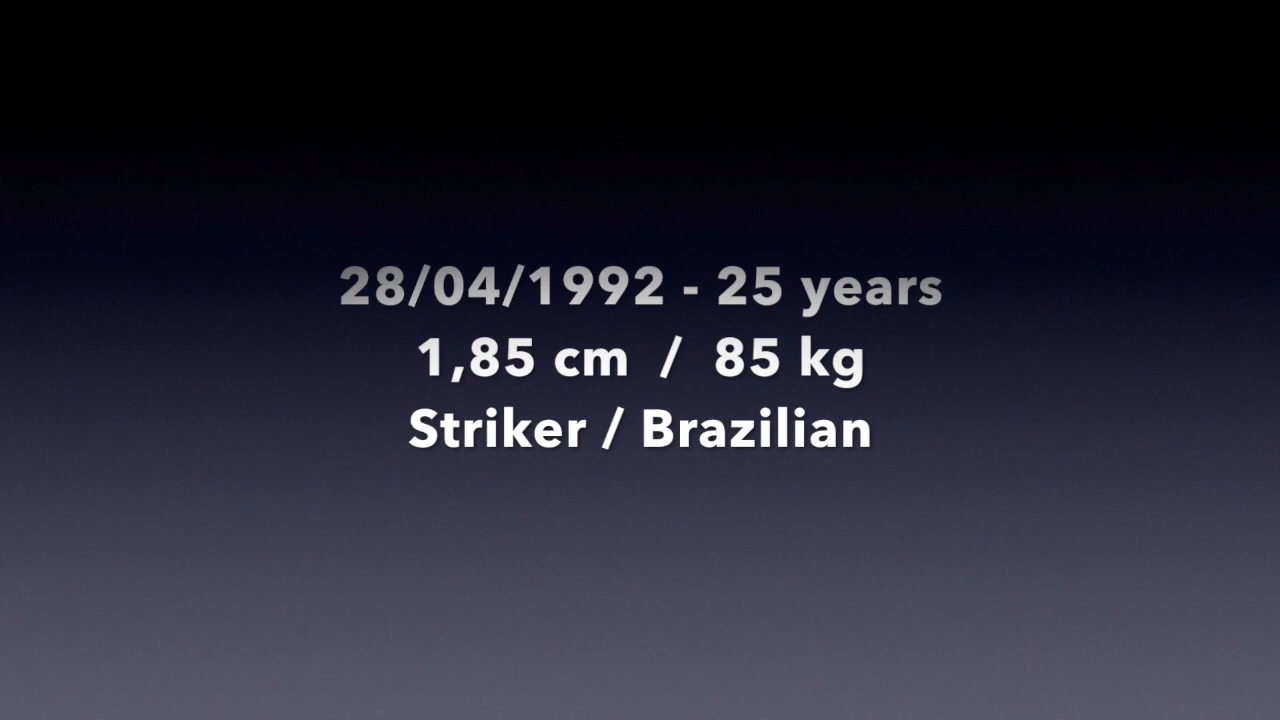 28/04/1992 - 25 years
1,85 cm / 85 kg
Striker / Brazilian